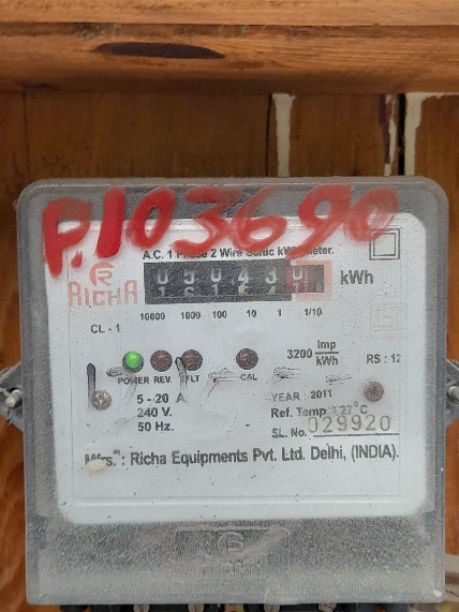 P.103690
A.C. 1 Phase 2 Wire Static kWh Meter.
RICHA
kWh
10000 1000 100 10 1 1/10
CL - 1
3200 imp/kWh
RS : 12
POWER REV. CAL
5 - 20 A
240 V.
50 Hz.
YEAR : 2011
Ref. Temp. : 27°C
SL. No. 029920
Mfrs.: Richa Equipments Pvt. Ltd. Delhi, (INDIA).